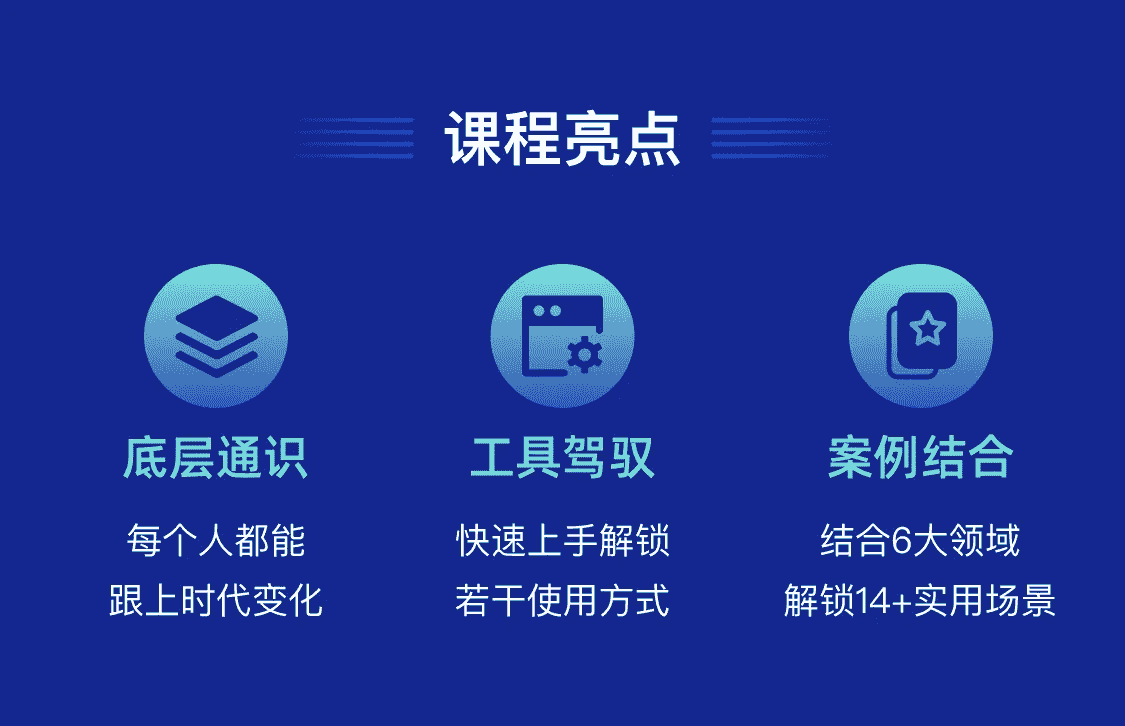 课程亮点
底层通识
每个人都能
跟上时代变化
工具驾驭
快速上手解锁
若干使用方式
案例结合
结合6大领域
解锁14+实用场景